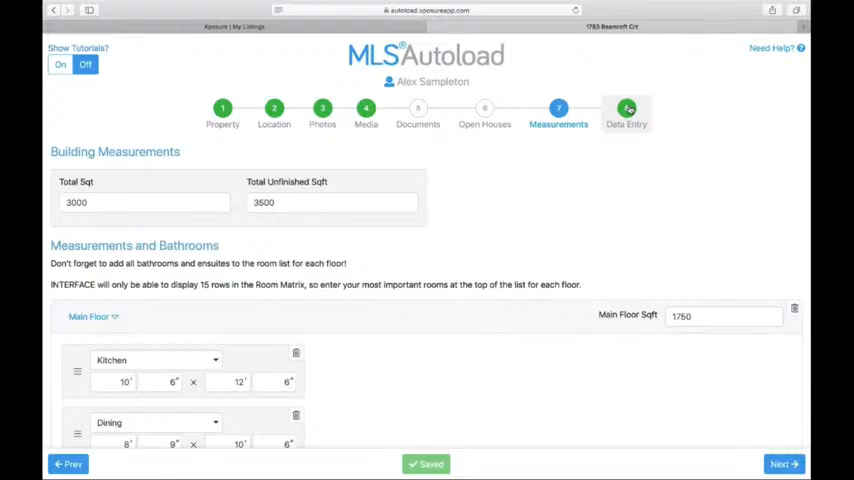 autoload.xposureapp.com
Xposure | My Listings
1753 Bearcroft Crt
Show Tutorials?
On Off
MLS®Autoload
Need Help? ?
Alex Sampleton
1 2 3 4 5 6 7
Property Location Photos Media Documents Open Houses Measurements Data Entry
Building Measurements
Total Sqt Total Unfinished Sqft
3000 3500
Measurements and Bathrooms
Don't forget to add all bathrooms and ensuites to the room list for each floor!
INTERFACE will only be able to display 15 rows in the Room Matrix, so enter your most important rooms at the top of the list for each floor.
Main Floor Main Floor Sqft 1750
Kitchen
10' 6" × 12' 6"
Dining
8' 9" × 10' 6"
Prev Saved Next